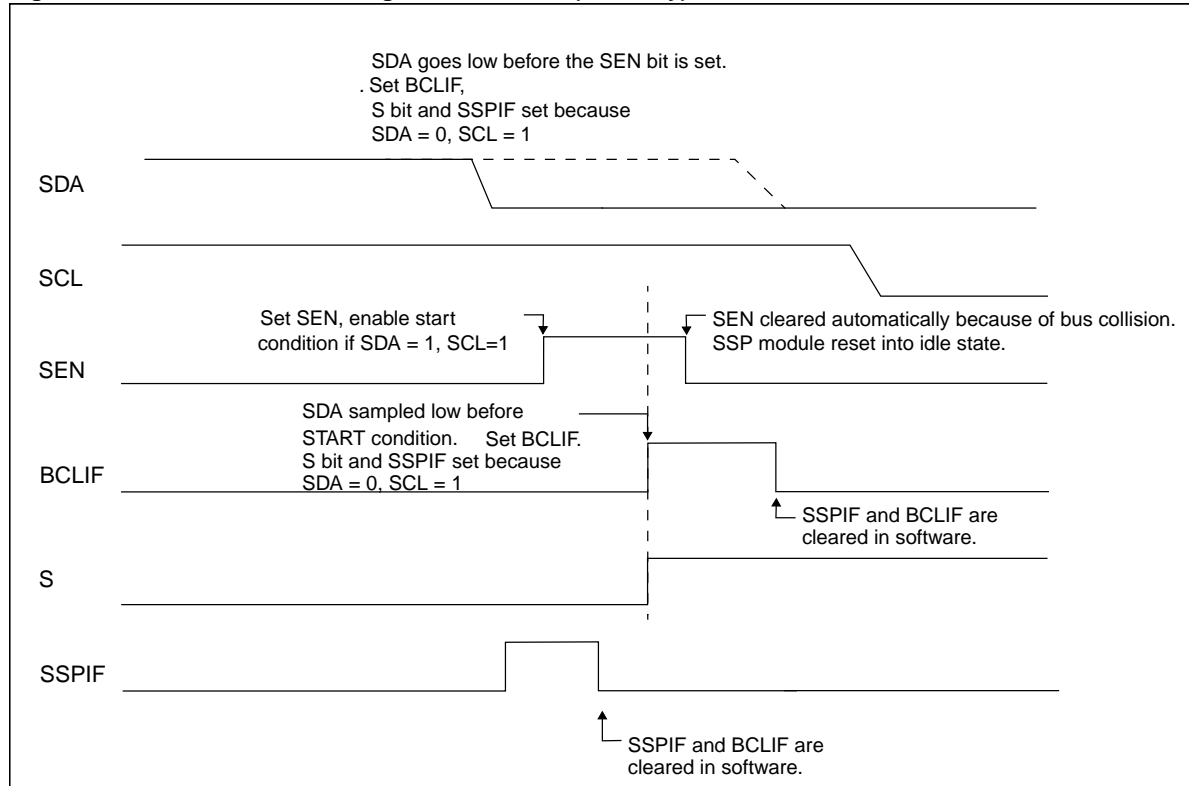 SDA goes low before the SEN bit is set.
. Set BCLIF,
S bit and SSPIF set because
SDA = 0, SCL = 1
SDA
SCL
Set SEN, enable start
condition if SDA = 1, SCL=1
SEN cleared automatically because of bus collision.
SSP module reset into idle state.
SEN
SDA sampled low before
START condition. Set BCLIF.
S bit and SSPIF set because
SDA = 0, SCL = 1
BCLIF
SSPIF and BCLIF are
cleared in software.
S
SSPIF
SSPIF and BCLIF are
cleared in software.